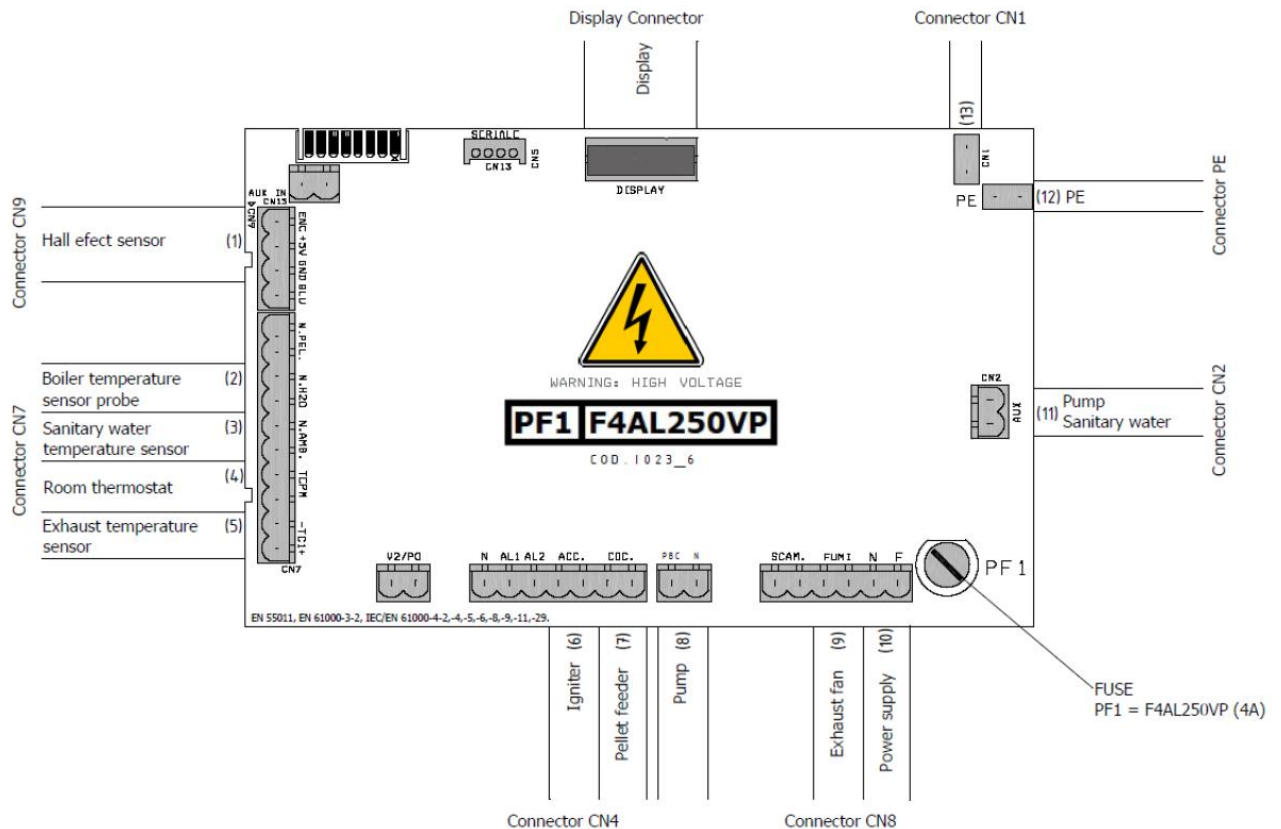 Display Connector
Connector CN1
Display
(13)
SERIALE
CN5
CN13
DISPLAY
CN1
PE
(12) PE
Connector PE
AUX IN
CN15
CN9
Connector CN9
Hall efect sensor (1)
ENC +5V GND BLU
N.PEL. N.H2O N.AMB. TCPM -TC1+
CN7
Connector CN7
Boiler temperature
sensor probe (2)
Sanitary water
temperature sensor (3)
Room thermostat (4)
Exhaust temperature
sensor (5)
WARNING: HIGH VOLTAGE
PF1 F4AL250VP
COD.I023_6
CN2
AUX
(11) Pump
Sanitary water
Connector CN2
V2/PO
N AL1 AL2 ACC. COC.
PBC N
SCAM. FUMI N F
PF1
EN 55011, EN 61000-3-2, IEC/EN 61000-4-2,-4,-5,-6,-8,-9,-11,-29.
Igniter (6)
Pellet feeder (7)
Pump (8)
Exhaust fan (9)
Power supply (10)
FUSE
PF1 = F4AL250VP (4A)
Connector CN4
Connector CN8